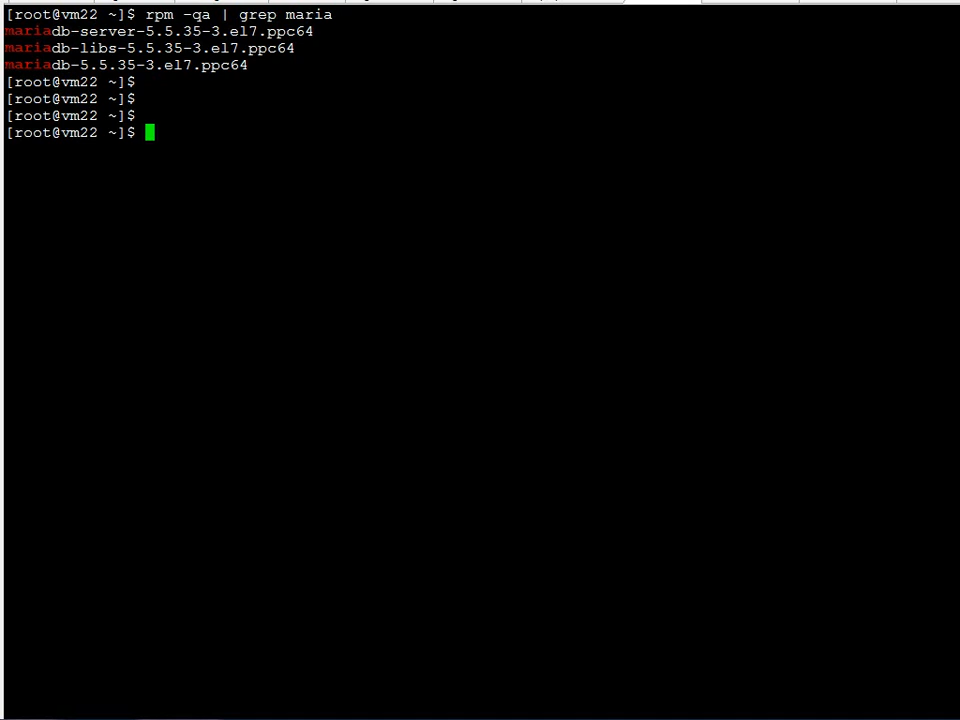 [root@vm22 ~]$ rpm -qa | grep maria
mariadb-server-5.5.35-3.el7.ppc64
mariadb-libs-5.5.35-3.el7.ppc64
mariadb-5.5.35-3.el7.ppc64
[root@vm22 ~]$
[root@vm22 ~]$
[root@vm22 ~]$
[root@vm22 ~]$